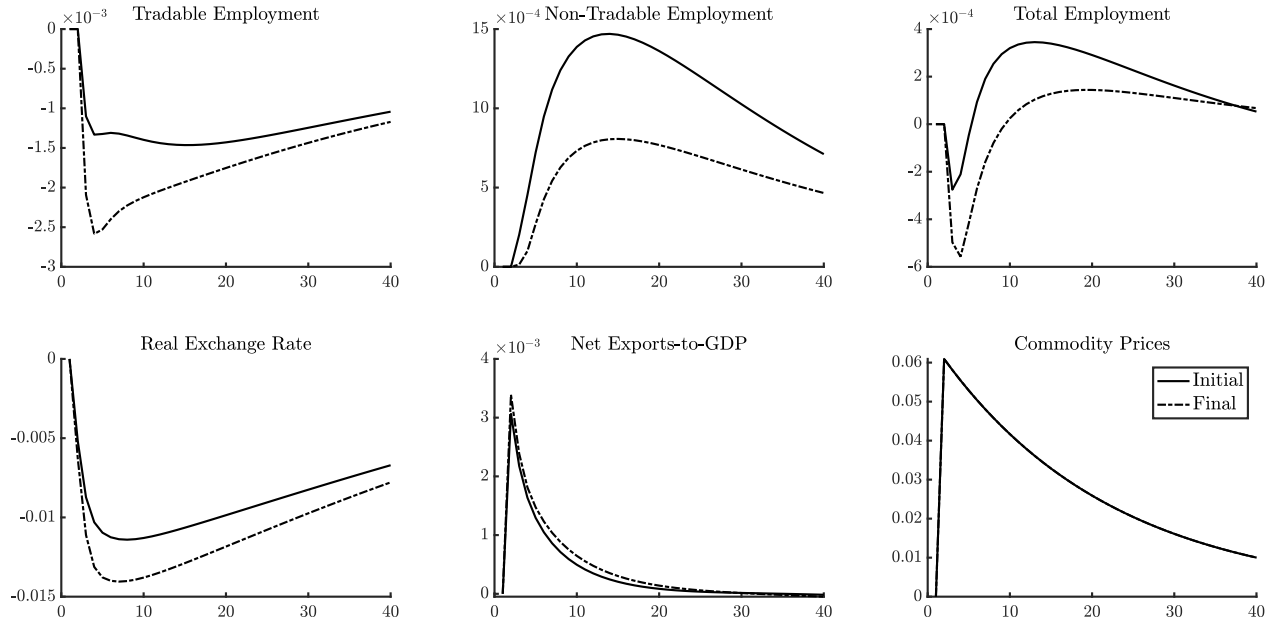 Tradable Employment
×10⁻³
0
-0.5
-1
-1.5
-2
-2.5
-3
0 10 20 30 40
Non-Tradable Employment
×10⁻⁴
15
10
5
0
0 10 20 30 40
Total Employment
×10⁻⁴
4
2
0
-2
-4
-6
0 10 20 30 40
Real Exchange Rate
0
-0.005
-0.01
-0.015
0 10 20 30 40
Net Exports-to-GDP
×10⁻³
4
3
2
1
0
0 10 20 30 40
Commodity Prices
0.06
0.05
0.04
0.03
0.02
0.01
0
0 10 20 30 40
Initial
Final